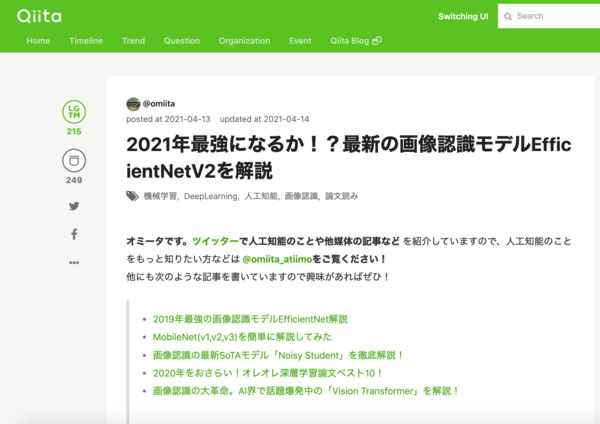 Qiita
Switching UI
Search
Home Timeline Trend Question Organization Event Qiita Blog
LGTM
215
249
@omiita
posted at 2021-04-13 updated at 2021-04-14
2021年最強になるか！？最新の画像認識モデルEffic
ientNetV2を解説
機械学習, DeepLearning, 人工知能, 画像認識, 論文読み
オミータです。ツイッターで人工知能のことや他媒体の記事など を紹介していますので、人工知能のこと
をもっと知りたい方などは @omiita_atiimoをご覧ください！
他にも次のような記事を書いていますので興味があればぜひ！
• 2019年最強の画像認識モデルEfficientNet解説
• MobileNet(v1,v2,v3)を簡単に解説してみた
• 画像認識の最新SoTAモデル「Noisy Student」を徹底解説！
• 2020年をおさらい！オレオレ深層学習論文ベスト10！
• 画像認識の大革命。AI界で話題爆発中の「Vision Transformer」を解説！